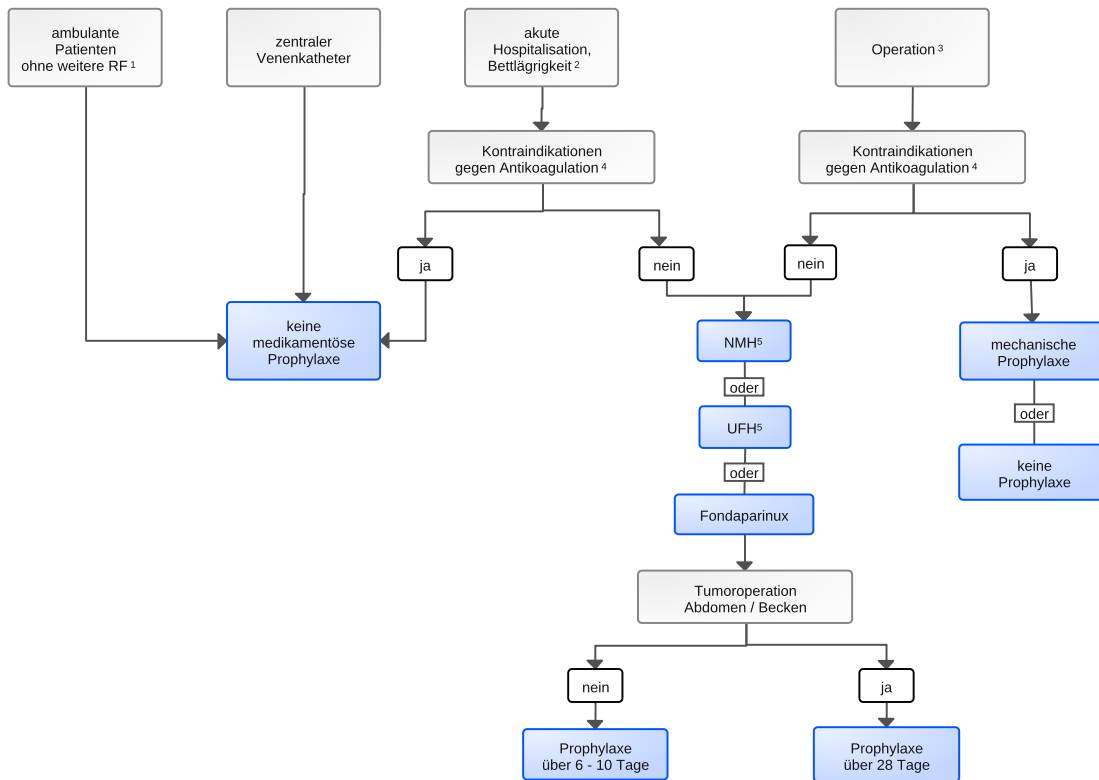 ambulante
Patienten
ohne weitere RF ¹
zentraler
Venenkatheter
akute
Hospitalisation,
Bettlägrigkeit ²
Operation ³
Kontraindikationen
gegen Antikoagulation ⁴
Kontraindikationen
gegen Antikoagulation ⁴
ja
nein
nein
ja
keine
medikamentöse
Prophylaxe
NMH⁵
mechanische
Prophylaxe
oder
oder
UFH⁵
keine
Prophylaxe
oder
Fondaparinux
Tumoroperation
Abdomen / Becken
nein
ja
Prophylaxe
über 6 - 10 Tage
Prophylaxe
über 28 Tage